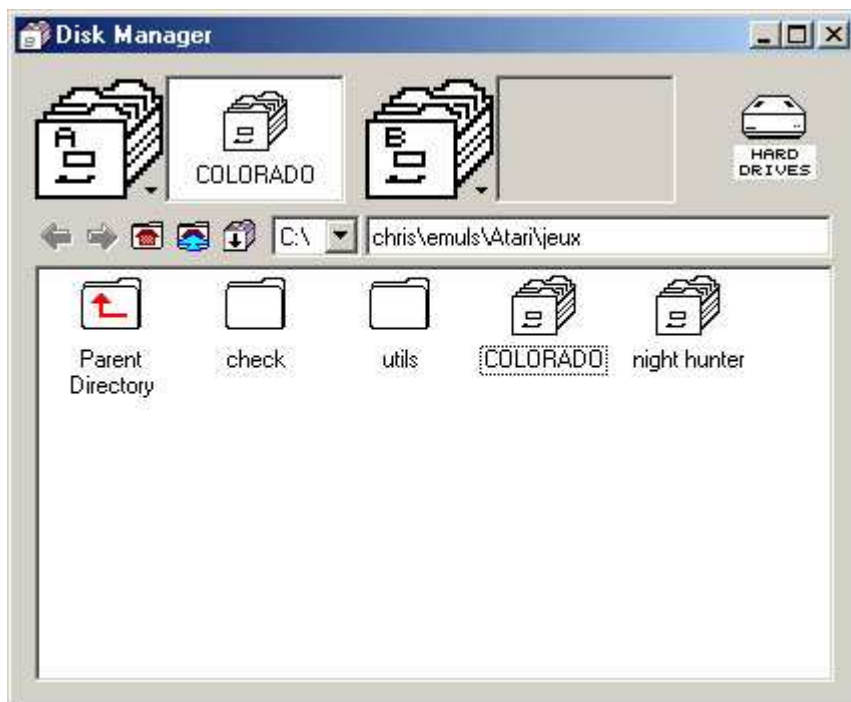 Disk Manager
A
COLORADO
B
HARD
DRIVES
C:\
chris\emuls\Atari\jeux
Parent
Directory
check
utils
COLORADO
night hunter